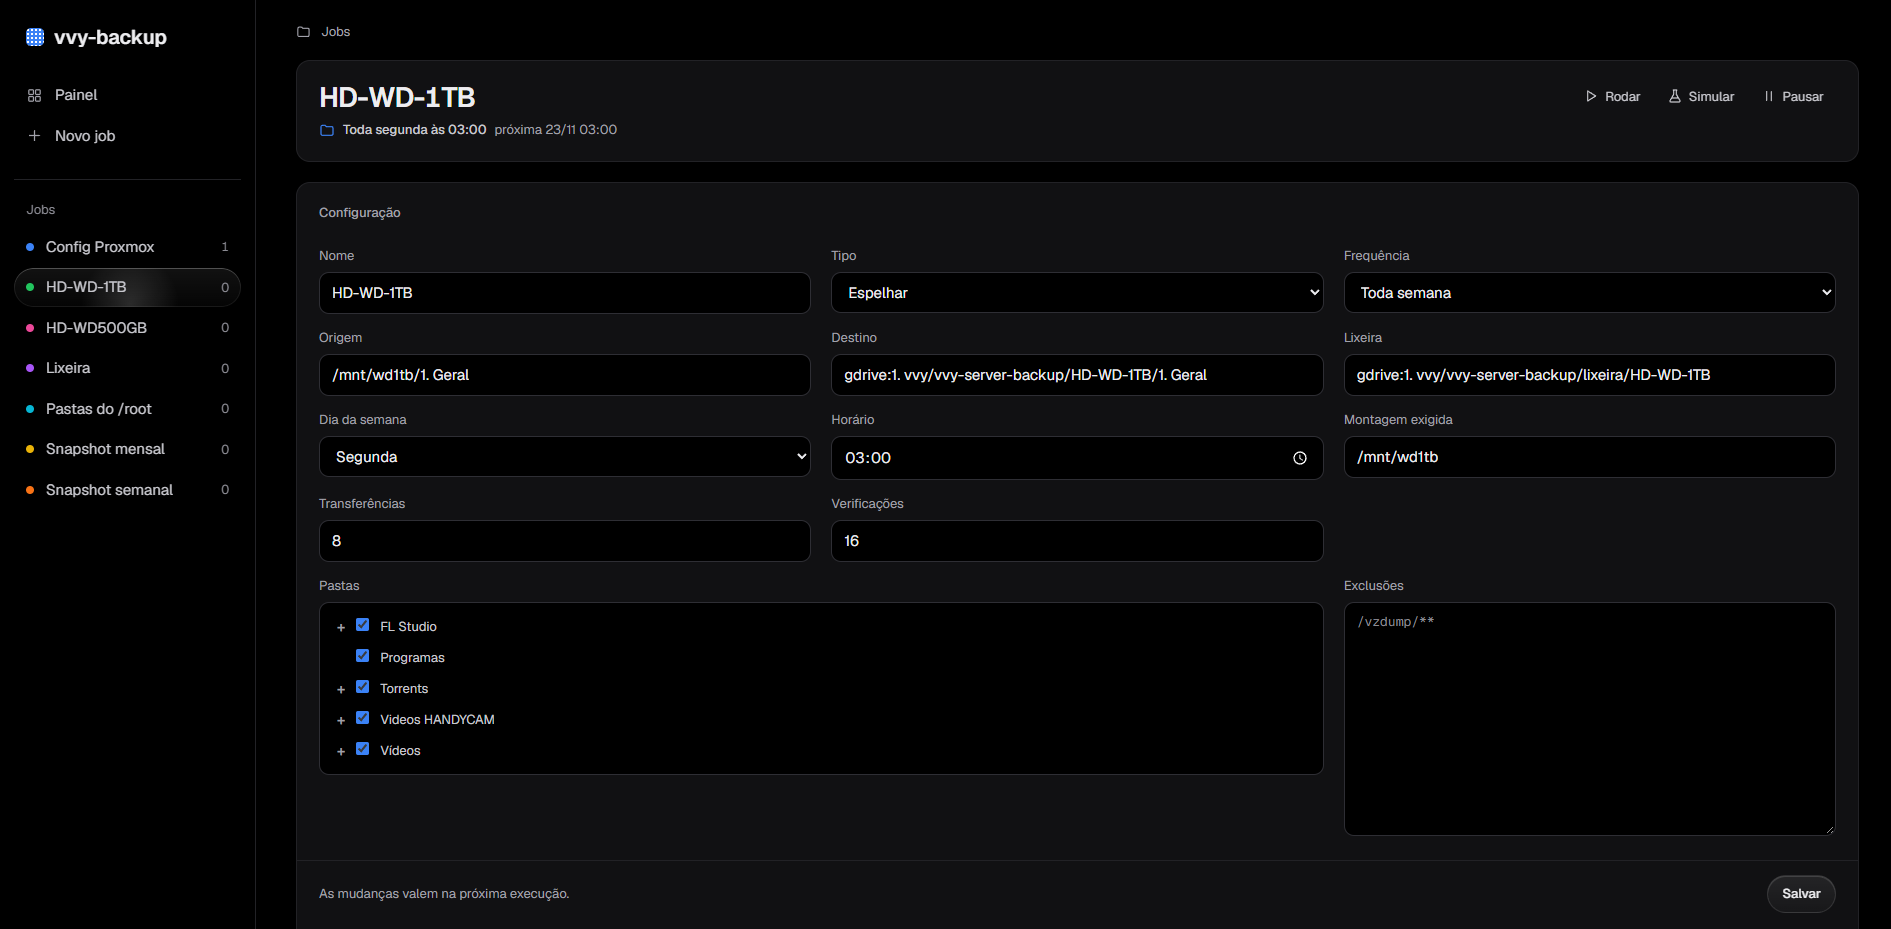 vvy-backup
Painel
Novo job
Jobs
Config Proxmox 1
HD-WD-1TB 0
HD-WD500GB 0
Lixeira 0
Pastas do /root 0
Snapshot mensal 0
Snapshot semanal 0
Jobs
HD-WD-1TB
Toda segunda às 03:00 próxima 23/11 03:00
Rodar Simular Pausar
Configuração
Nome Tipo Frequência
HD-WD-1TB Espelhar Toda semana
Origem Destino Lixeira
/mnt/wd1tb/1. Geral gdrive:1. vvy/vvy-server-backup/HD-WD-1TB/1. Geral gdrive:1. vvy/vvy-server-backup/lixeira/HD-WD-1TB
Dia da semana Horário Montagem exigida
Segunda 03:00 /mnt/wd1tb
Transferências Verificações
8 16
Pastas Exclusões
+ FL Studio /vzdump/**
Programas
+ Torrents
+ Videos HANDYCAM
+ Vídeos
As mudanças valem na próxima execução. Salvar